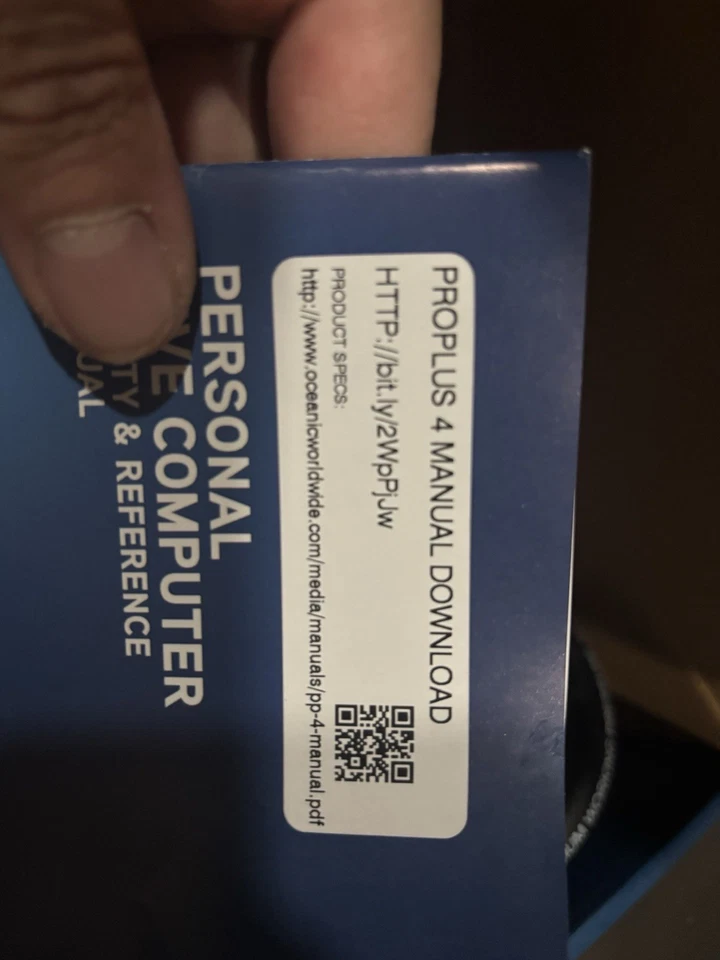 PROPLUS 4 MANUAL DOWNLOAD
HTTP://bit.ly/2WpPjJw
PRODUCT SPECS:
http://www.oceanicworldwide.com/media/manuals/pp-4-manual.pdf
PERSONAL
COMPUTER
& REFERENCE